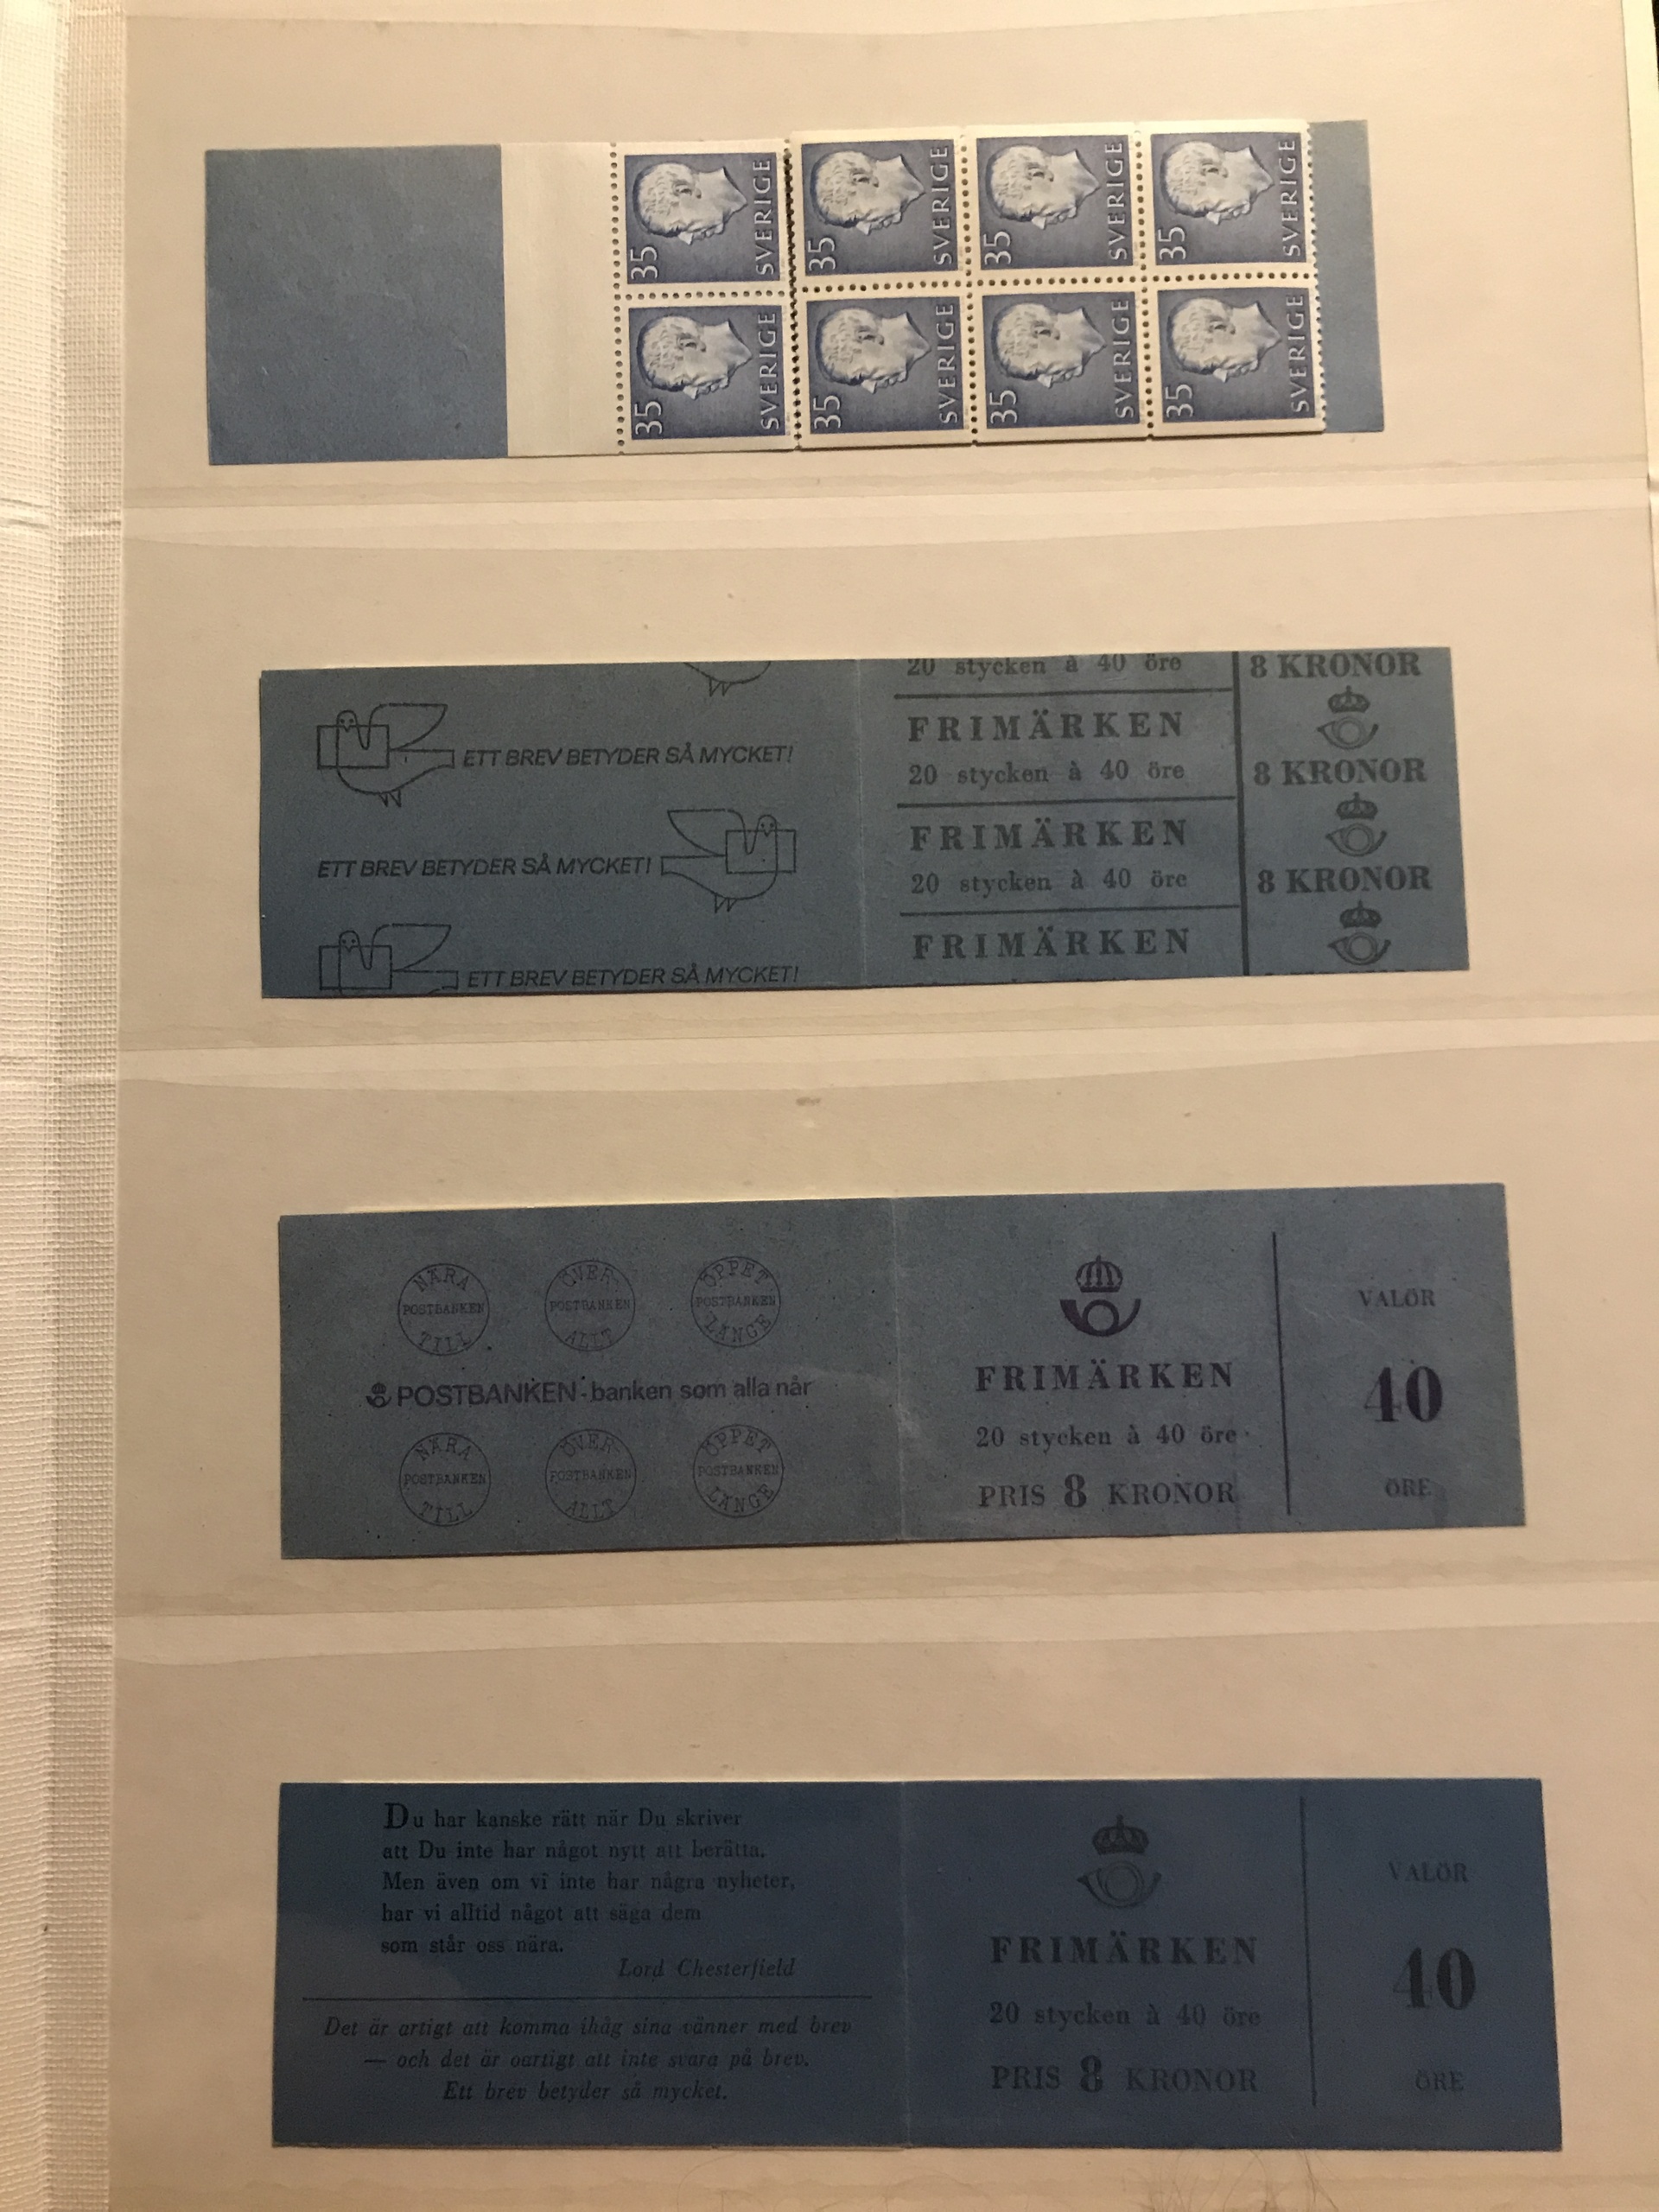 35 SVERIGE
35 SVERIGE
35 SVERIGE
35 SVERIGE
35 SVERIGE
35 SVERIGE
35 SVERIGE
35 SVERIGE
ETT BREV BETYDER SÅ MYCKET!
ETT BREV BETYDER SÅ MYCKET!
ETT BREV BETYDER SÅ MYCKET!
20 stycken à 40 öre
FRIMÄRKEN
20 stycken à 40 öre
FRIMÄRKEN
20 stycken à 40 öre
FRIMÄRKEN
8 KRONOR
8 KRONOR
8 KRONOR
NÄRA POSTBANKEN TILL
ÖVER- POSTBANKEN ALLT
ÖPPET POSTBANKEN LÄNGE
POSTBANKEN - banken som alla når
NÄRA POSTBANKEN TILL
ÖVER- POSTBANKEN ALLT
ÖPPET POSTBANKEN LÄNGE
FRIMÄRKEN
20 stycken à 40 öre
PRIS 8 KRONOR
VALÖR
40
ÖRE
Du har kanske rätt när Du skriver
att Du inte har något nytt att berätta.
Men även om vi inte har några nyheter,
har vi alltid något att säga dem
som står oss nära.
Lord Chesterfield
Det är artigt att komma ihåg sina vänner med brev
— och det är oartigt att inte svara på brev.
Ett brev betyder så mycket.
FRIMÄRKEN
20 stycken à 40 öre
PRIS 8 KRONOR
VALÖR
40
ÖRE